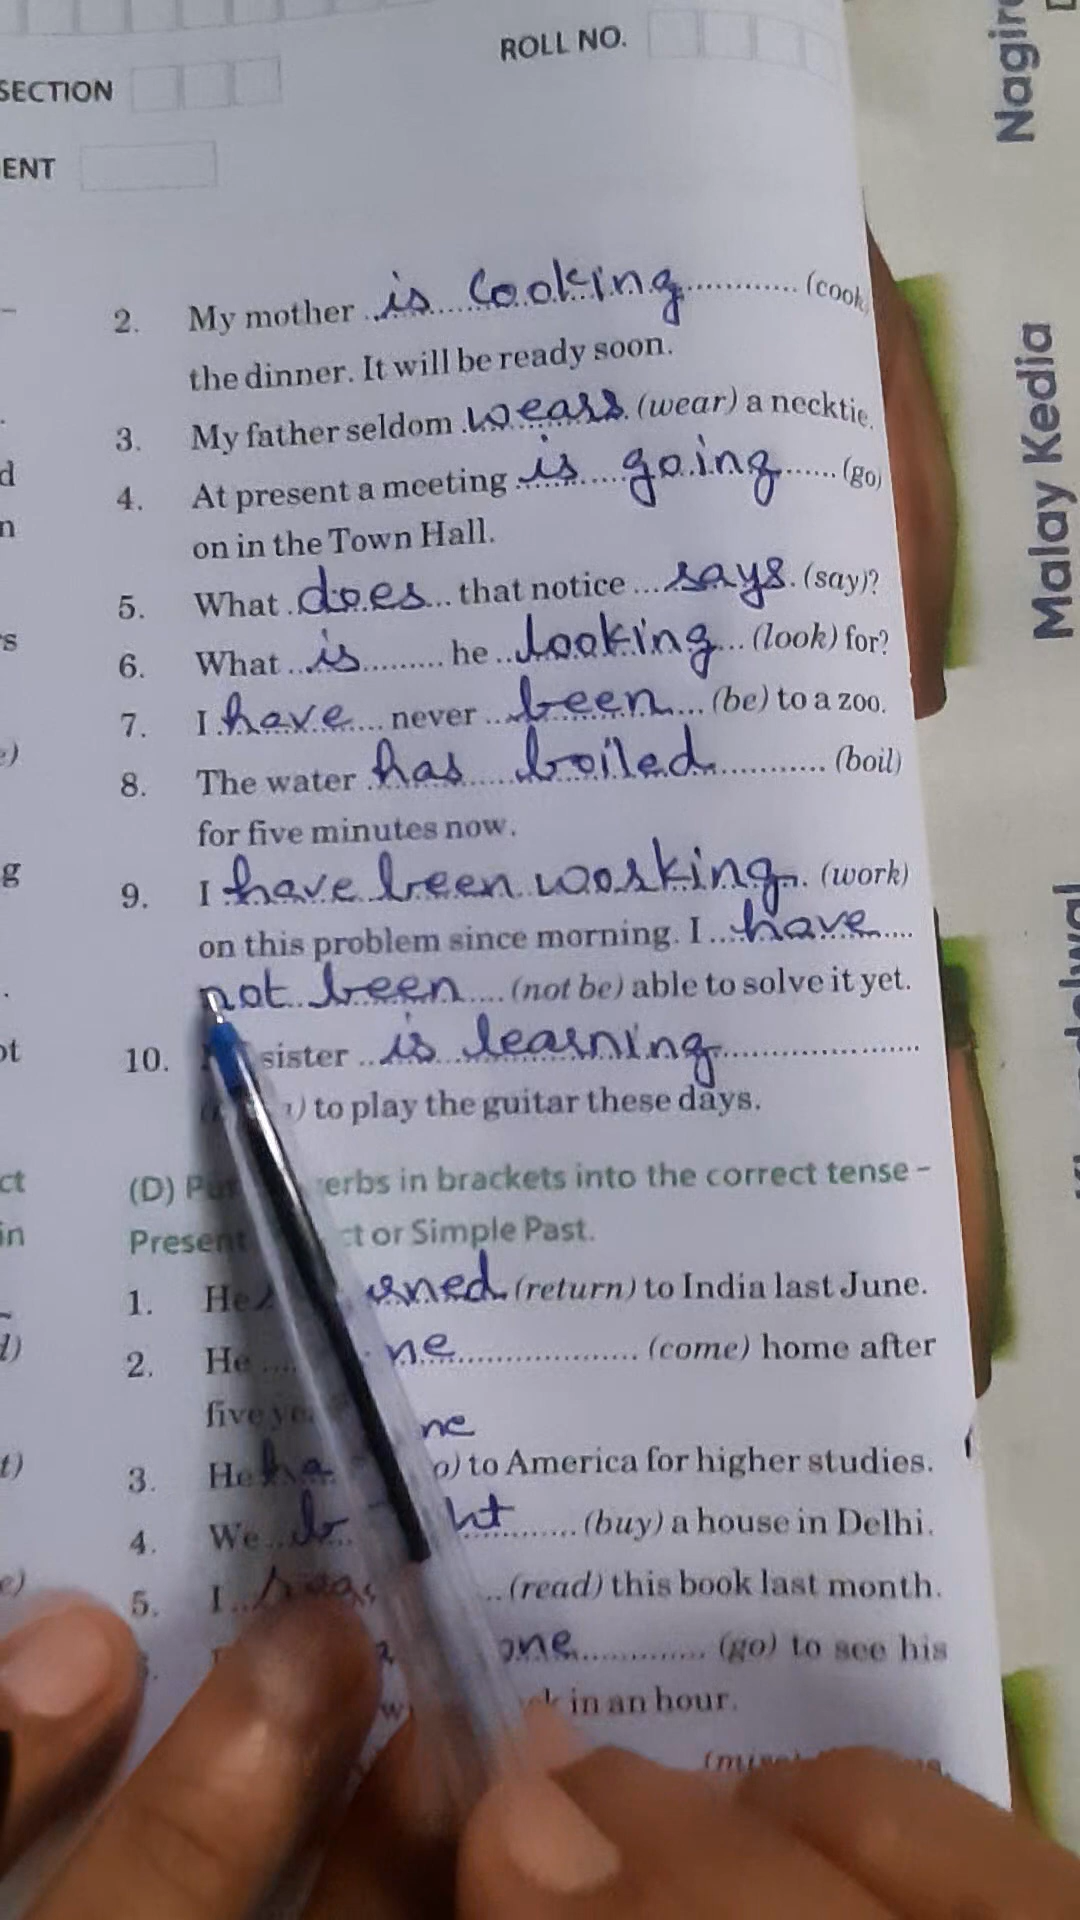 ROLL NO.
SECTION
ENT
2. My mother is cooking (cook
the dinner. It will be ready soon.
3. My father seldom wears (wear) a necktie.
4. At present a meeting is going (go)
on in the Town Hall.
5. What does that notice says (say)?
6. What is he looking (look) for?
7. I have never been (be) to a zoo.
8. The water has boiled (boil)
for five minutes now.
9. I have been working (work)
on this problem since morning. I have
not been (not be) able to solve it yet.
10. sister is learning
to play the guitar these days.
(D) erbs in brackets into the correct tense –
Present ct or Simple Past.
1. He rned (return) to India last June.
2. He me (come) home after
five
ne
3. He o) to America for higher studies.
4. We ht (buy) a house in Delhi.
5. I (read) this book last month.
one (go) to see his
in an hour.
Nagin
Malay Kedia